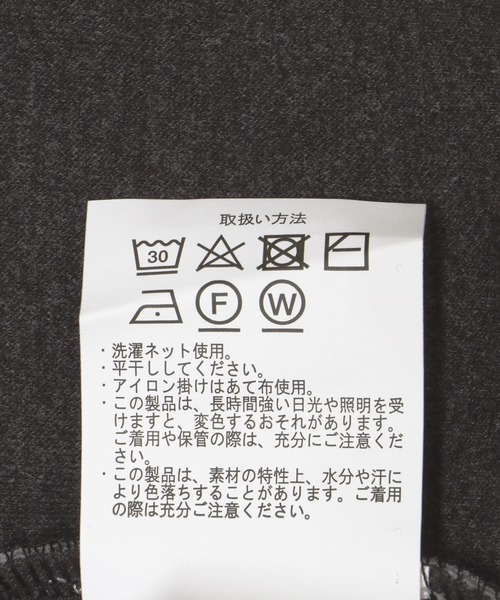 取扱い方法
30
F W
・洗濯ネット使用。
・平干ししてください。
・アイロン掛けはあて布使用。
・この製品は、長時間強い日光や照明を受
けますと、変色するおそれがあります。
ご着用や保管の際は、充分にご注意くだ
さい。
・この製品は、素材の特性上、水分や汗に
より色落ちすることがあります。ご着用
の際は充分ご注意ください。